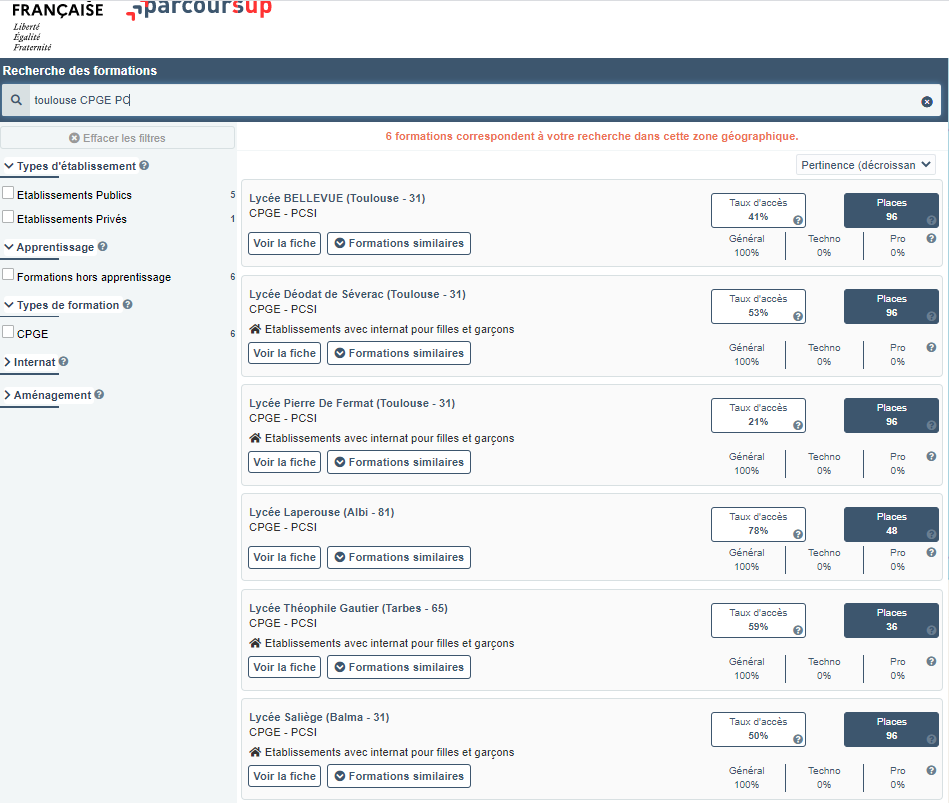 FRANÇAISE
parcoursup
Liberté
Égalité
Fraternité
Recherche des formations
toulouse CPGE PC
Effacer les filtres
6 formations correspondent à votre recherche dans cette zone géographique.
Pertinence (décroissan
Types d'établissement ?
Etablissements Publics 5
Etablissements Privés 1
Apprentissage ?
Formations hors apprentissage 6
Types de formation ?
CPGE 6
Internat ?
Aménagement ?
Lycée BELLEVUE (Toulouse - 31)
CPGE - PCSI
Voir la fiche Formations similaires
Taux d'accès
41% ?
Places
96 ?
Général Techno Pro ?
100% 0% 0%
Lycée Déodat de Séverac (Toulouse - 31)
CPGE - PCSI
Etablissements avec internat pour filles et garçons
Voir la fiche Formations similaires
Taux d'accès
53% ?
Places
96 ?
Général Techno Pro ?
100% 0% 0%
Lycée Pierre De Fermat (Toulouse - 31)
CPGE - PCSI
Etablissements avec internat pour filles et garçons
Voir la fiche Formations similaires
Taux d'accès
21% ?
Places
96 ?
Général Techno Pro ?
100% 0% 0%
Lycée Laperouse (Albi - 81)
CPGE - PCSI
Voir la fiche Formations similaires
Taux d'accès
78% ?
Places
48 ?
Général Techno Pro ?
100% 0% 0%
Lycée Théophile Gautier (Tarbes - 65)
CPGE - PCSI
Etablissements avec internat pour filles et garçons
Voir la fiche Formations similaires
Taux d'accès
59% ?
Places
36 ?
Général Techno Pro ?
100% 0% 0%
Lycée Saliège (Balma - 31)
CPGE - PCSI
Etablissements avec internat pour filles et garçons
Voir la fiche Formations similaires
Taux d'accès
50% ?
Places
96 ?
Général Techno Pro ?
100% 0% 0%